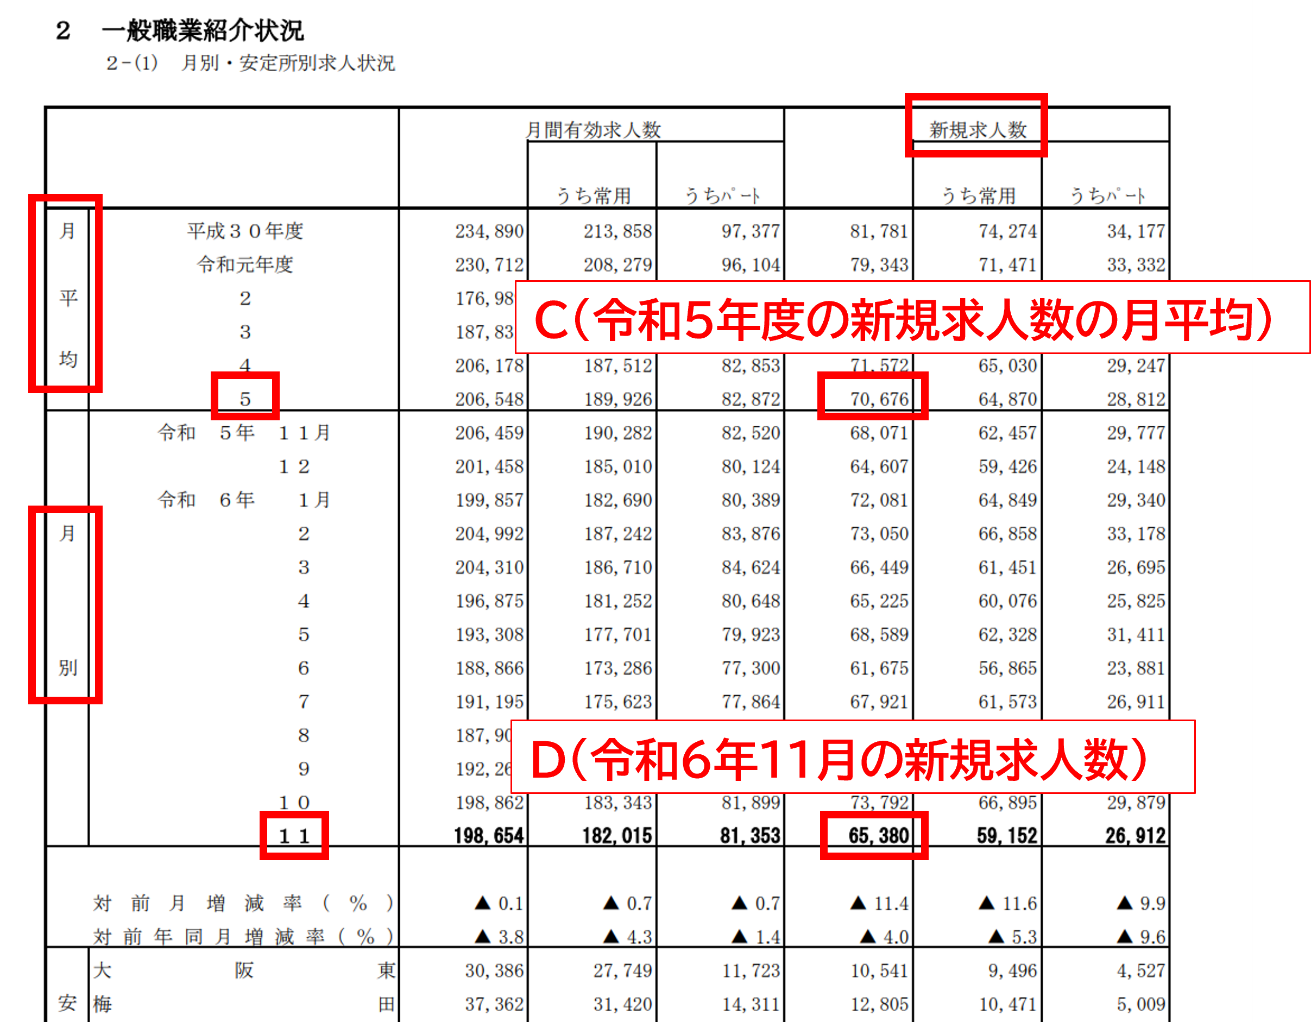 2 一般職業紹介状況
2-(1) 月別・安定所別求人状況
月間有効求人数 新規求人数
うち常用 うちパート うち常用 うちパート
月 平成30年度 234,890 213,858 97,377 81,781 74,274 34,177
令和元年度 230,712 208,279 96,104 79,343 71,471 33,332
平 2 176,98
C(令和5年度の新規求人数の月平均)
3 187,83
均 4 206,178 187,512 82,853 71,572 65,030 29,247
5 206,548 189,926 82,872 70,676 64,870 28,812
令和 5年 11月 206,459 190,282 82,520 68,071 62,457 29,777
12 201,458 185,010 80,124 64,607 59,426 24,148
令和 6年 1月 199,857 182,690 80,389 72,081 64,849 29,340
月 2 204,992 187,242 83,876 73,050 66,858 33,178
3 204,310 186,710 84,624 66,449 61,451 26,695
4 196,875 181,252 80,648 65,225 60,076 25,825
5 193,308 177,701 79,923 68,589 62,328 31,411
別 6 188,866 173,286 77,300 61,675 56,865 23,881
7 191,195 175,623 77,864 67,921 61,573 26,911
8 187,90
D(令和6年11月の新規求人数)
9 192,26
10 198,862 183,343 81,899 73,792 66,895 29,879
11 198,654 182,015 81,353 65,380 59,152 26,912
対前月増減率(%) ▲0.1 ▲0.7 ▲0.7 ▲11.4 ▲11.6 ▲9.9
対前年同月増減率(%) ▲3.8 ▲4.3 ▲1.4 ▲4.0 ▲5.3 ▲9.6
大阪東 30,386 27,749 11,723 10,541 9,496 4,527
安 梅田 37,362 31,420 14,311 12,805 10,471 5,009